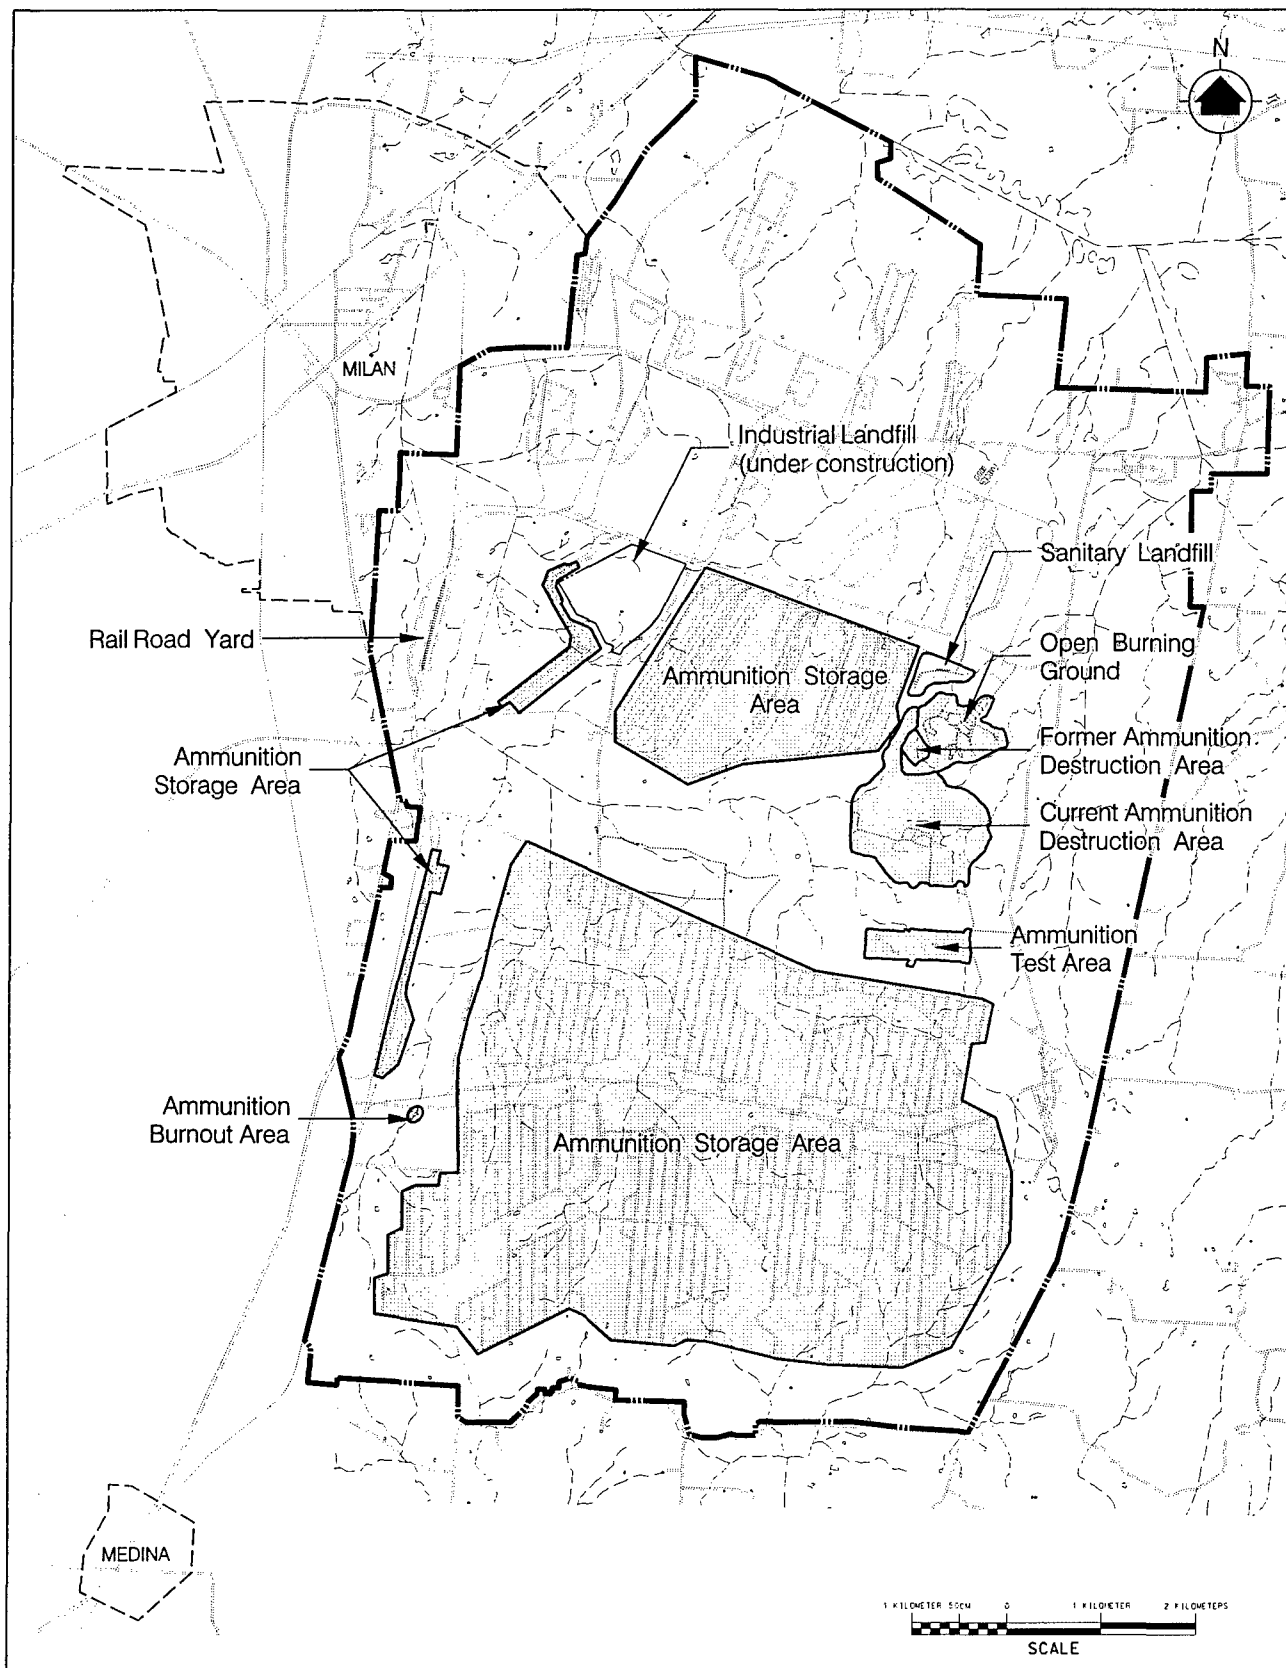 N
MILAN
Industrial Landfill
(under construction)
Sanitary Landfill
Rail Road Yard
Open Burning
Ground
Ammunition Storage
Area
Former Ammunition
Destruction Area
Ammunition
Storage Area
Current Ammunition
Destruction Area
Ammunition
Test Area
Ammunition
Burnout Area
Ammunition Storage Area
MEDINA
1 KILOMETER
0
1 KILOMETER
2 KILOMETERS
SCALE